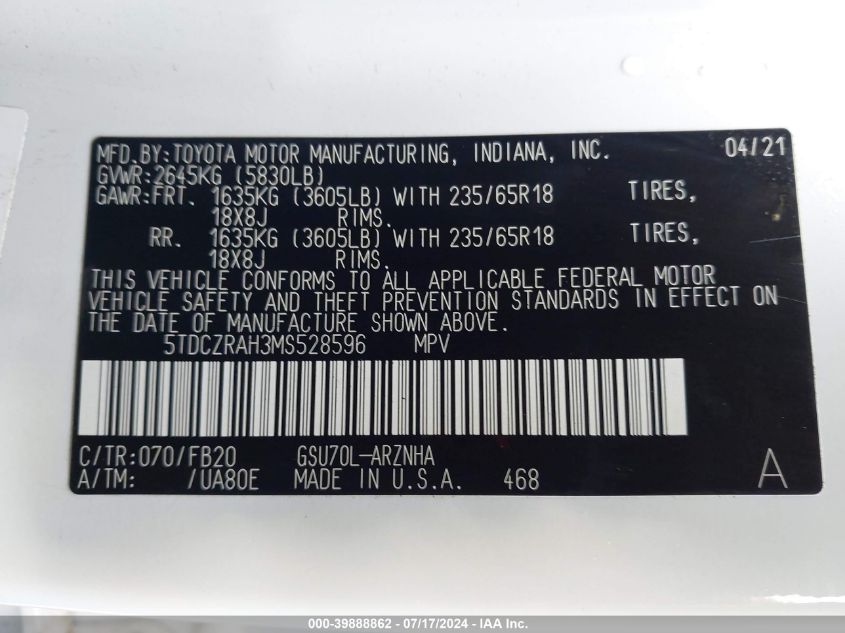 MFD.BY:TOYOTA MOTOR MANUFACTURING, INDIANA, INC. 04/21
GVWR:2645KG (5830LB)
GAWR:FRT. 1635KG (3605LB) WITH 235/65R18 TIRES,
18X8J RIMS.
RR. 1635KG (3605LB) WITH 235/65R18 TIRES,
18X8J RIMS.
THIS VEHICLE CONFORMS TO ALL APPLICABLE FEDERAL MOTOR
VEHICLE SAFETY AND THEFT PREVENTION STANDARDS IN EFFECT ON
THE DATE OF MANUFACTURE SHOWN ABOVE.
5TDCZRAH3MS528596 MPV
C/TR:070/FB20 GSU70L-ARZNHA
A/TM: /UA80E MADE IN U.S.A. 468 A
000-39888862 - 07/17/2024 - IAA Inc.